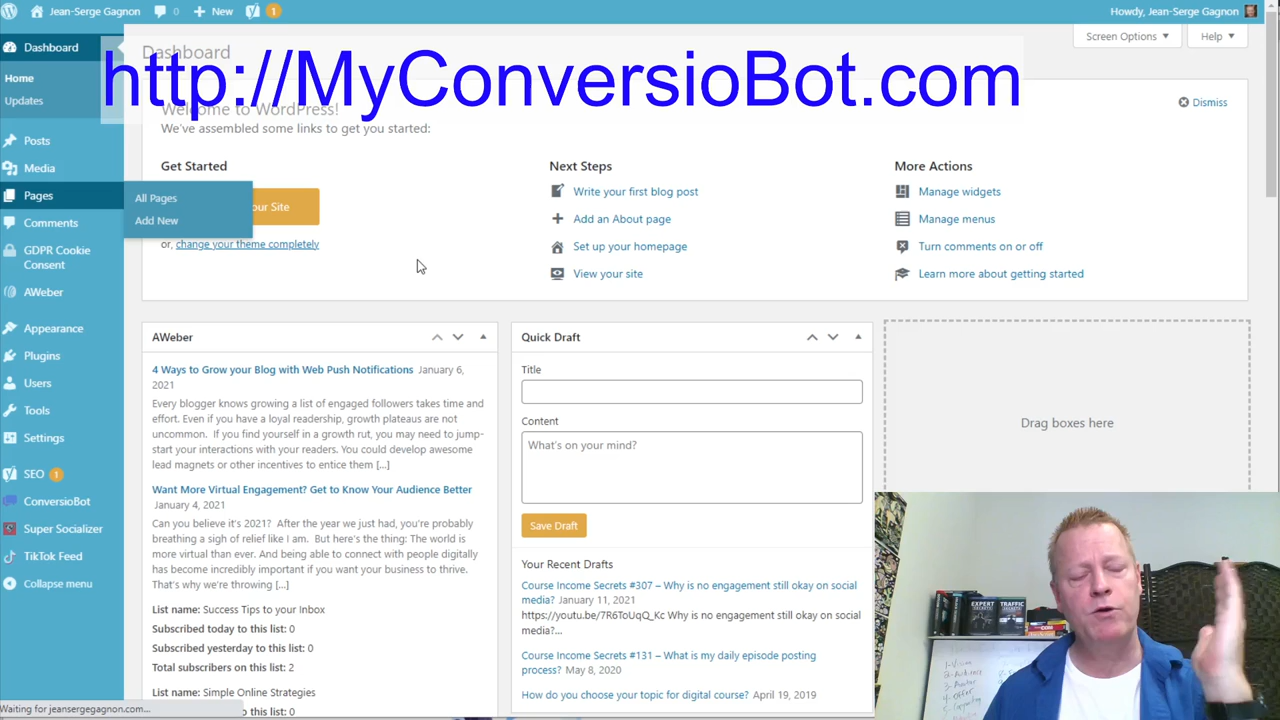 Jean-Serge Gagnon
0
New
1
Howdy, Jean-Serge Gagnon
Dashboard
Home
Updates
Posts
Media
Pages
Comments
GDPR Cookie
Consent
AWeber
Appearance
Plugins
Users
Tools
Settings
SEO 1
ConversioBot
Super Socializer
TikTok Feed
Collapse menu
All Pages
Add New
Dashboard
Screen Options
Help
http://MyConversioBot.com
Welcome to WordPress!
We've assembled some links to get you started:
Dismiss
Get Started
our Site
or, change your theme completely
Next Steps
Write your first blog post
Add an About page
Set up your homepage
View your site
More Actions
Manage widgets
Manage menus
Turn comments on or off
Learn more about getting started
AWeber
4 Ways to Grow your Blog with Web Push Notifications January 6,
2021
Every blogger knows growing a list of engaged followers takes time and
effort. Even if you have a loyal readership, growth plateaus are not
uncommon. If you find yourself in a growth rut, you may need to jump-
start your interactions with your readers. You could develop awesome
lead magnets or other incentives to entice them [...]
Want More Virtual Engagement? Get to Know Your Audience Better
January 4, 2021
Can you believe it's 2021? After the year we just had, you're probably
breathing a sigh of relief like I am. But here's the thing: The world is
more virtual than ever. And being able to connect with people digitally
has become incredibly important if you want your business to thrive.
That's why we're throwing [...]
List name: Success Tips to your Inbox
Subscribed today to this list: 0
Subscribed yesterday to this list: 0
Total subscribers on this list: 2
List name: Simple Online Strategies
Quick Draft
Title
Content
What's on your mind?
Save Draft
Your Recent Drafts
Course Income Secrets #307 – Why is no engagement still okay on social
media? January 11, 2021
https://youtu.be/7R6ToUqQ_Kc Why is no engagement still okay on social
media?...
Course Income Secrets #131 – What is my daily episode posting
process? May 8, 2020
How do you choose your topic for digital course? April 19, 2019
Drag boxes here
EXPERT
SECRETS
TRAFFIC
SECRETS
1-Vision
2-Audience
4-Offer
Waiting for jeansergegagnon.com...